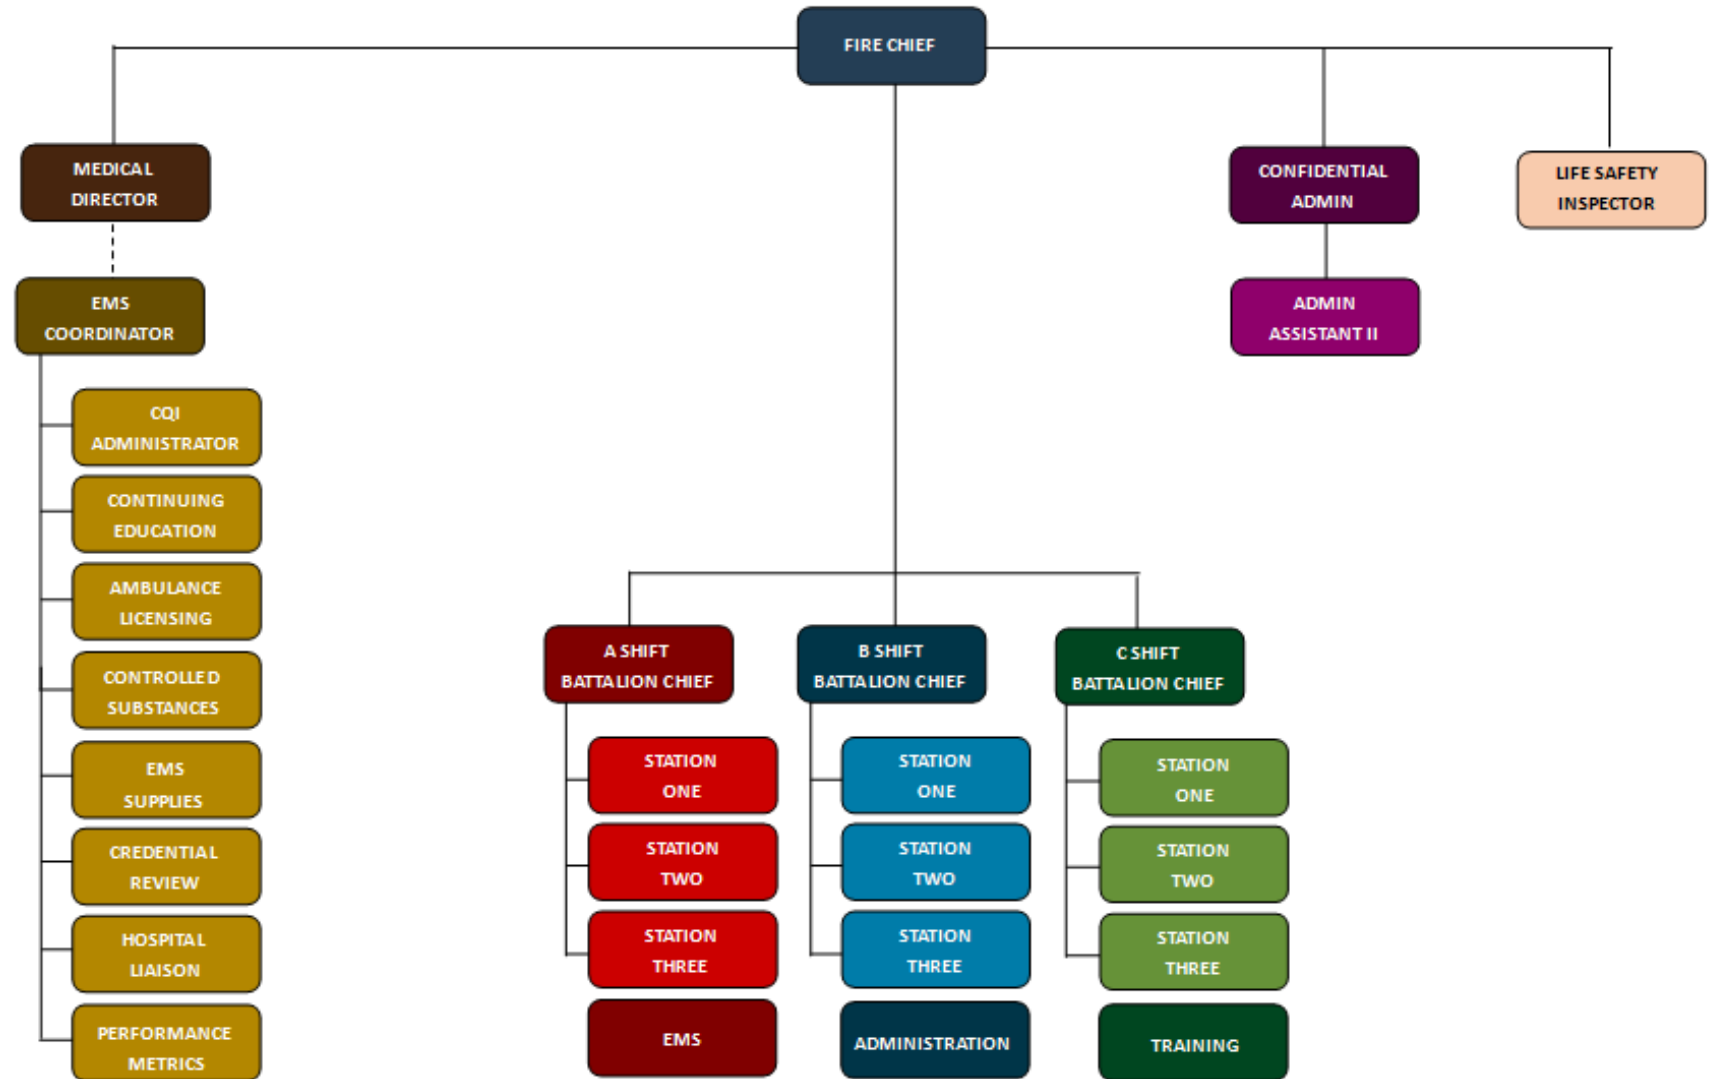 FIRE CHIEF
MEDICAL
DIRECTOR
CONFIDENTIAL
ADMIN
LIFE SAFETY
INSPECTOR
EMS
COORDINATOR
ADMIN
ASSISTANT II
CQI
ADMINISTRATOR
CONTINUING
EDUCATION
AMBULANCE
LICENSING
CONTROLLED
SUBSTANCES
EMS
SUPPLIES
CREDENTIAL
REVIEW
HOSPITAL
LIAISON
PERFORMANCE
METRICS
A SHIFT
BATTALION CHIEF
STATION
ONE
STATION
TWO
STATION
THREE
EMS
B SHIFT
BATTALION CHIEF
STATION
ONE
STATION
TWO
STATION
THREE
ADMINISTRATION
C SHIFT
BATTALION CHIEF
STATION
ONE
STATION
TWO
STATION
THREE
TRAINING